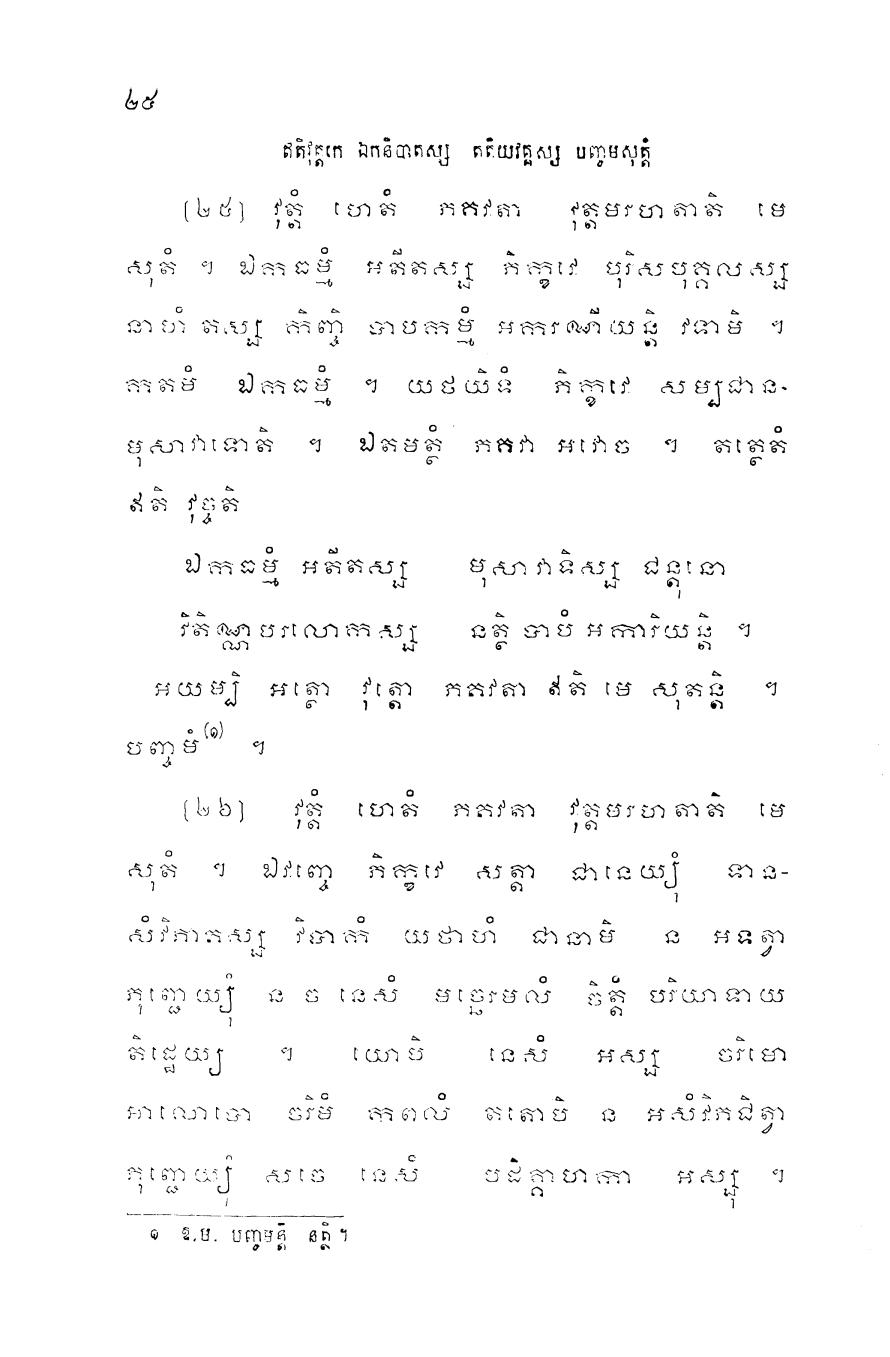 ២៥
ឥតិវុត្តកេ ឯកនិបាតស្ស តតិយវគ្គស្ស បញ្ចមសុត្តំ
(២៥) វុត្តំ ហេតំ ភគវតា វុត្តមរហតាតិ មេ
សុតំ ។ ឯកធម្មំ អតីតស្ស ភិក្ខវេ បុរិសបុគ្គលស្ស
នាហំ តស្ស កិញ្ចិ បាបកម្មំ អករណីយន្តិ វទាមិ ។
កតមំ ឯកធម្មំ ។ យថយិទំ ភិក្ខវេ សម្បជាន-
មុសាវាទោតិ ។ ឯតមត្ថំ ភគវា អវោច ។ តត្ថេតំ
ឥតិ វុច្ចតិ
ឯកធម្មំ អតីតស្ស មុសាវាទិស្ស ជន្តុនោ
វិតិណ្ណបរលោកស្ស នត្ថិ បាបំ អការិយន្តិ ។
អយម្បិ អត្ថោ វុត្តោ ភគវតា ឥតិ មេ សុតន្តិ ។
បញ្ចមំ(១) ។
(២៦) វុត្តំ ហេតំ ភគវតា វុត្តមរហតាតិ មេ
សុតំ ។ ឯវញ្ចេ ភិក្ខវេ សត្តា ជានេយ្យុំ ទាន-
សំវិភាគស្ស វិបាកំ យថាហំ ជានាមិ ន អទត្វា
ភុញ្ជេយ្យុំ ន ច នេសំ មច្ឆេរមលំ ចិត្តំ បរិយាទាយ
តិដ្ឋេយ្យ ។ យោបិ នេសំ អស្ស ចរិមោ
អាលោបោ ចរិមំ កពលំ តតោបិ ន អសំវិភជិត្វា
ភុញ្ជេយ្យុំ សចេ នេសំ បដិគ្គាហកា អស្សុ ។
១ ឱ.ម. បញ្ចមន្តិ នត្ថិ ។